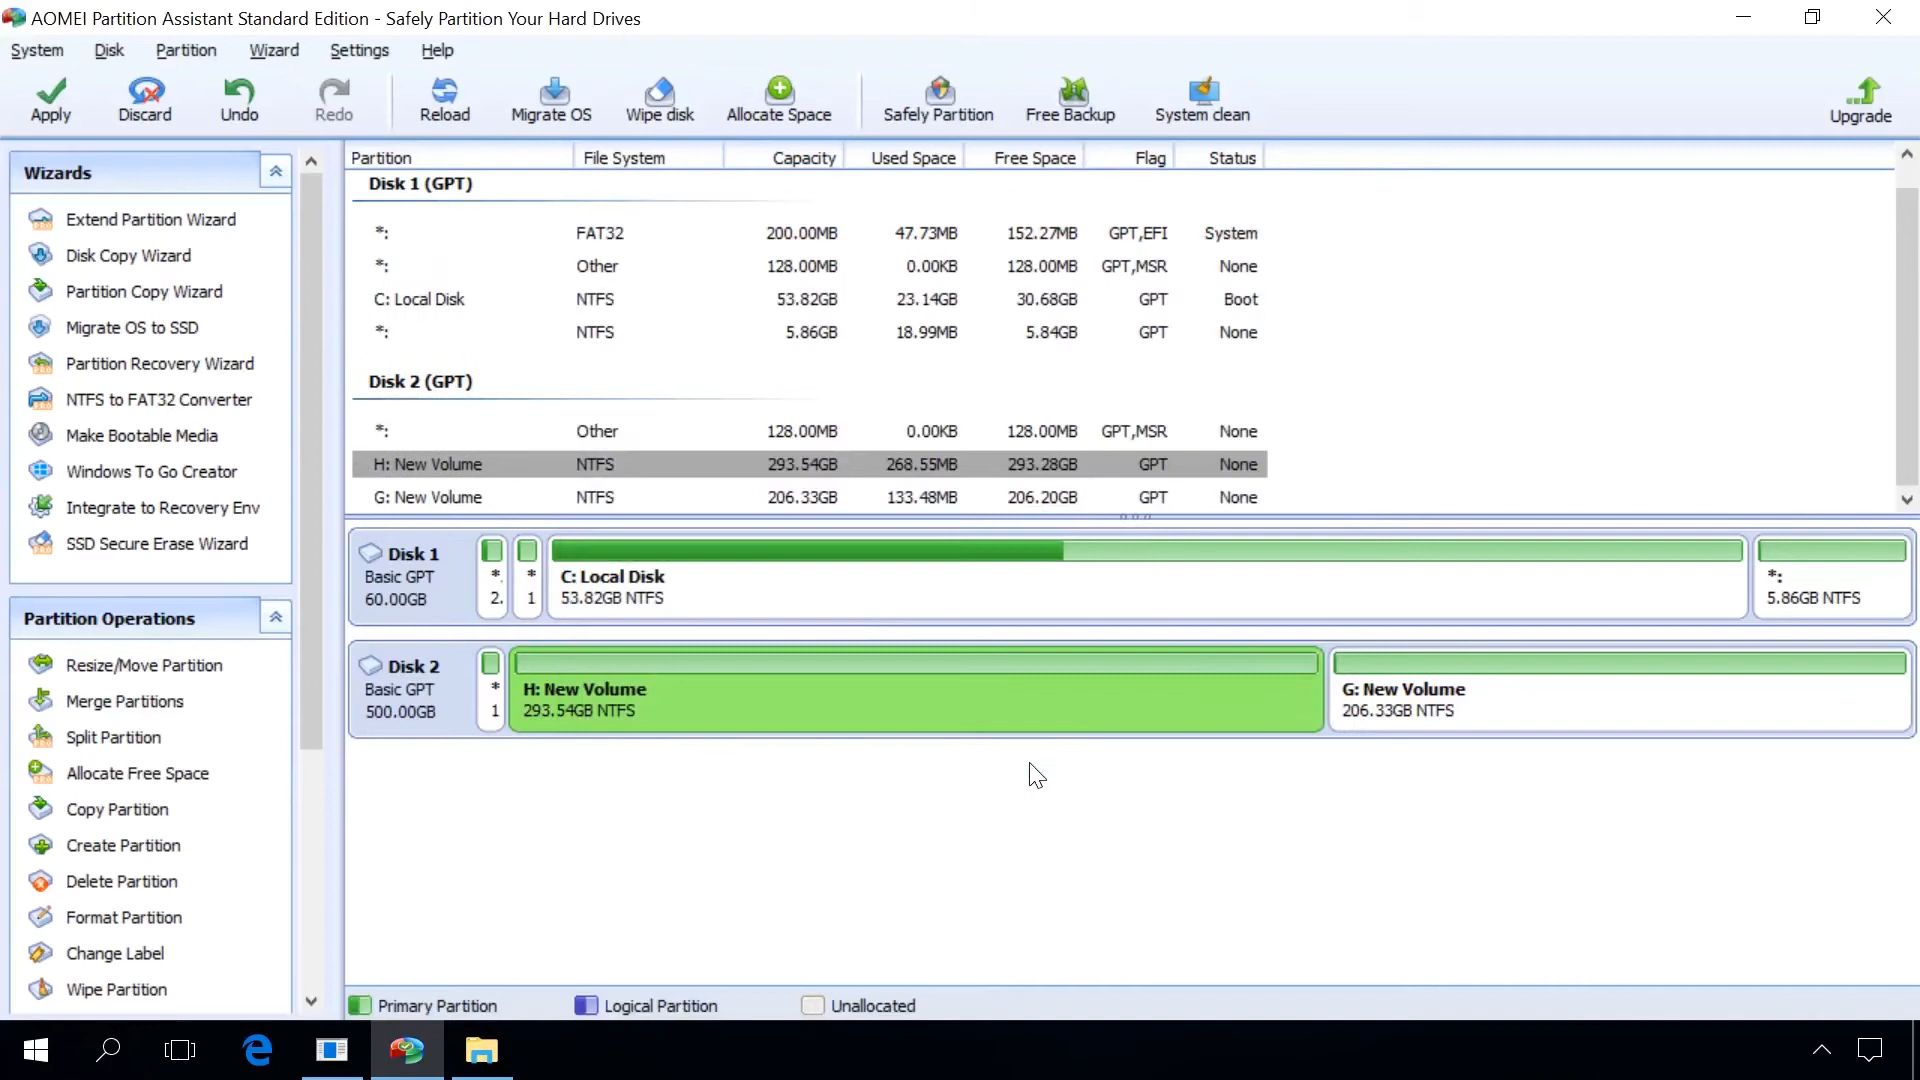 AOMEI Partition Assistant Standard Edition - Safely Partition Your Hard Drives
System Disk Partition Wizard Settings Help
Apply Discard Undo Redo Reload Migrate OS Wipe disk Allocate Space Safely Partition Free Backup System clean Upgrade
Wizards
Extend Partition Wizard
Disk Copy Wizard
Partition Copy Wizard
Migrate OS to SSD
Partition Recovery Wizard
NTFS to FAT32 Converter
Make Bootable Media
Windows To Go Creator
Integrate to Recovery Env
SSD Secure Erase Wizard
Partition Operations
Resize/Move Partition
Merge Partitions
Split Partition
Allocate Free Space
Copy Partition
Create Partition
Delete Partition
Format Partition
Change Label
Wipe Partition
Partition File System Capacity Used Space Free Space Flag Status
Disk 1 (GPT)
*: FAT32 200.00MB 47.73MB 152.27MB GPT,EFI System
*: Other 128.00MB 0.00KB 128.00MB GPT,MSR None
C: Local Disk NTFS 53.82GB 23.14GB 30.68GB GPT Boot
*: NTFS 5.86GB 18.99MB 5.84GB GPT None
Disk 2 (GPT)
*: Other 128.00MB 0.00KB 128.00MB GPT,MSR None
H: New Volume NTFS 293.54GB 268.55MB 293.28GB GPT None
G: New Volume NTFS 206.33GB 133.48MB 206.20GB GPT None
Disk 1
Basic GPT
60.00GB
*.
2.
*
1
C: Local Disk
53.82GB NTFS
*:
5.86GB NTFS
Disk 2
Basic GPT
500.00GB
*
1
H: New Volume
293.54GB NTFS
G: New Volume
206.33GB NTFS
Primary Partition Logical Partition Unallocated